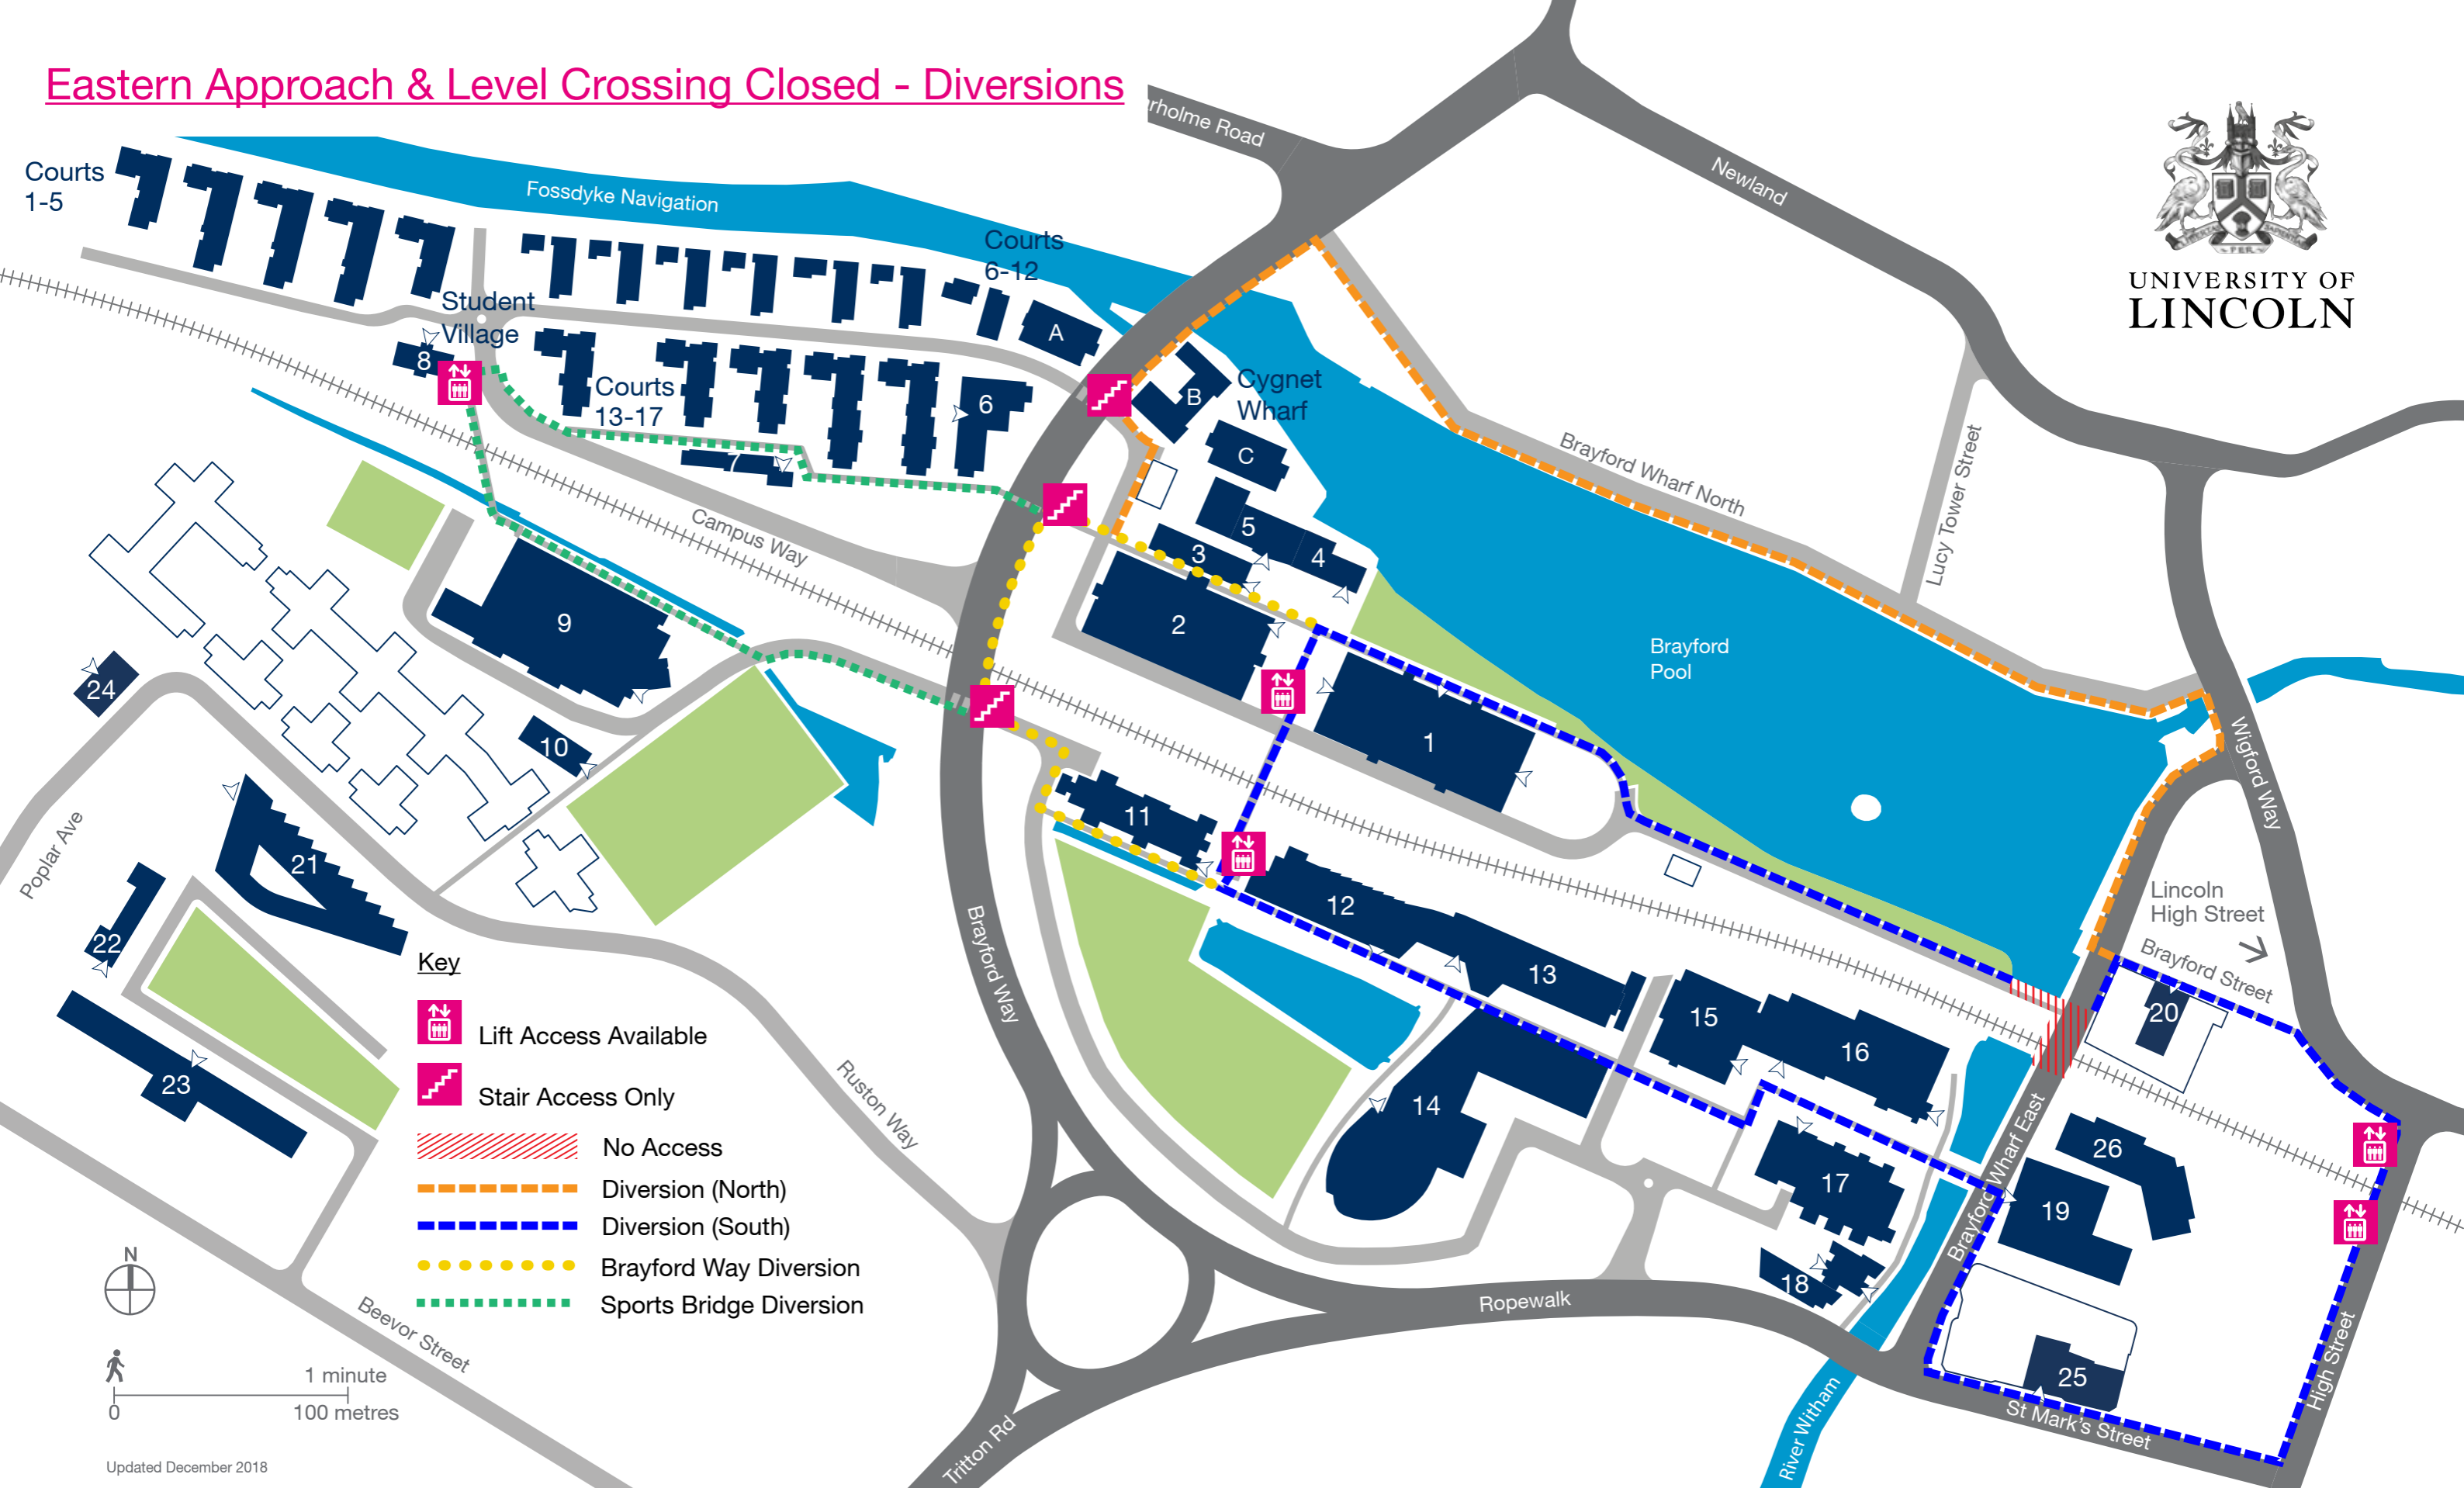 Eastern Approach & Level Crossing Closed - Diversions
rholme Road
Newland
UNIVERSITY OF
LINCOLN
Courts
1-5
Fossdyke Navigation
Courts
6-12
Student
Village
A
8
Courts
13-17
6
7
B
Cygnet
Wharf
C
5
4
3
2
Brayford Wharf North
Lucy Tower Street
Campus Way
9
Brayford
Pool
24
10
1
Wigford Way
11
Poplar Ave
21
22
23
12
13
Brayford Way
Lincoln
High Street
Brayford Street
20
15
16
14
17
18
Brayford Wharf East
26
19
25
Ruston Way
Ropewalk
High Street
St Mark's Street
River Witham
Tritton Rd
Beevor Street
Key
Lift Access Available
Stair Access Only
No Access
Diversion (North)
Diversion (South)
Brayford Way Diversion
Sports Bridge Diversion
N
1 minute
0
100 metres
Updated December 2018